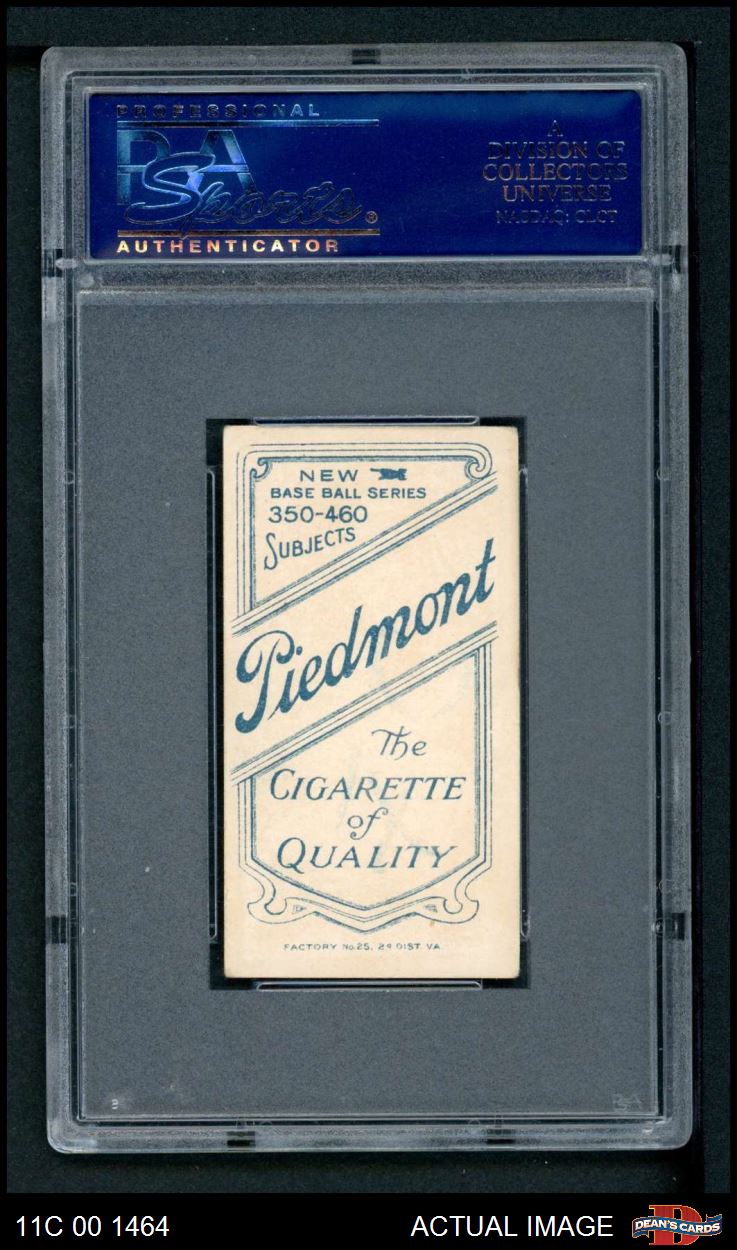 PROFESSIONAL
PSA
Sports®
AUTHENTICATOR
A
DIVISION OF
COLLECTORS
UNIVERSE
NASDAQ: CLCT
NEW
BASE BALL SERIES
350-460
SUBJECTS
Piedmont
The
CIGARETTE
of
QUALITY
FACTORY No. 25, 2d DIST VA.
11C 00 1464
ACTUAL IMAGE
DEAN'S CARDS